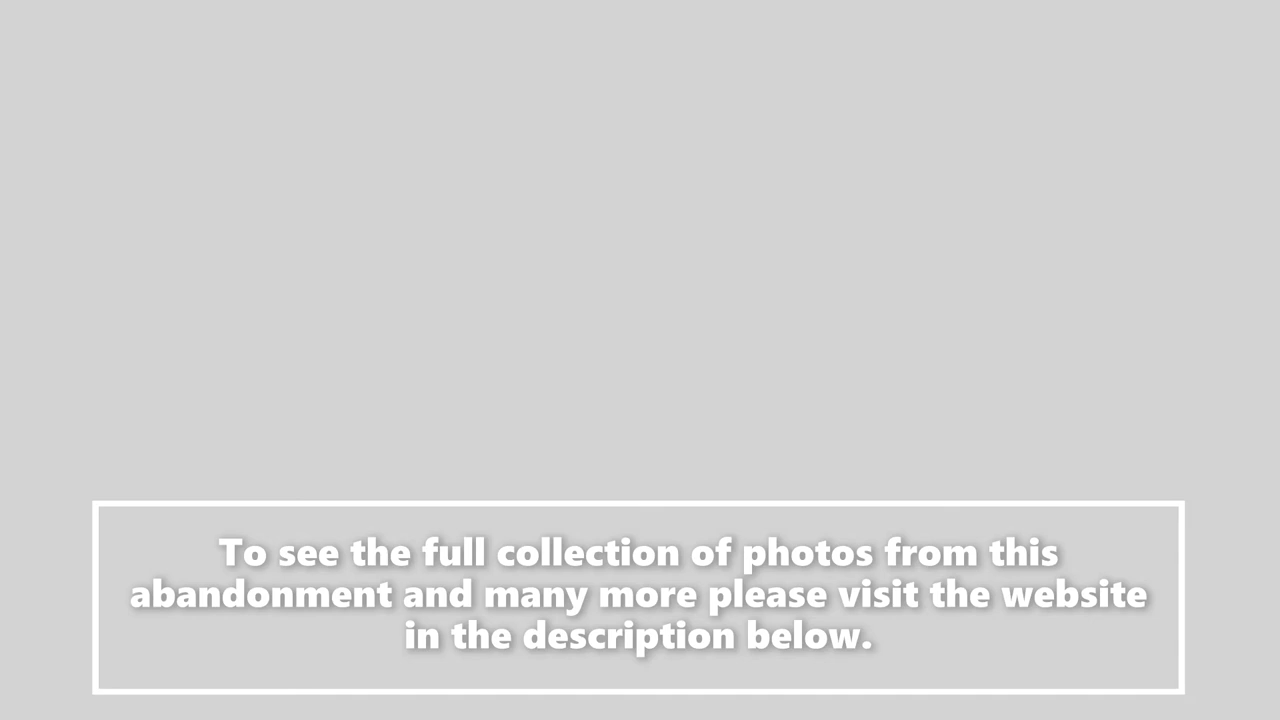 To see the full collection of photos from this
abandonment and many more please visit the website
in the description below.